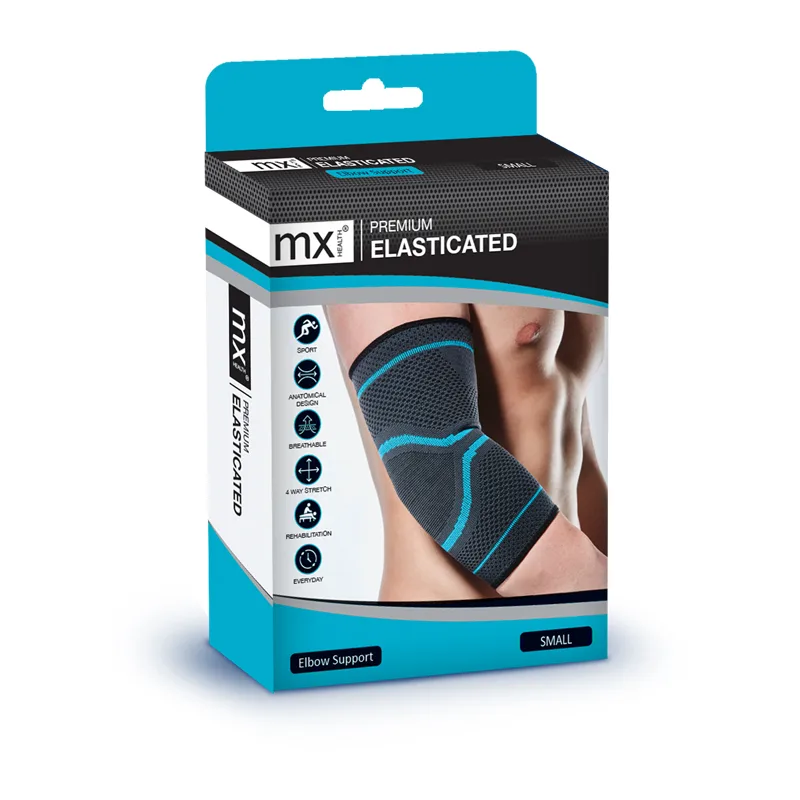 mx HEALTH
PREMIUM
ELASTICATED
Elbow Support
SMALL
mx HEALTH®
PREMIUM
ELASTICATED
SPORT
ANATOMICAL
DESIGN
BREATHABLE
4 WAY STRETCH
REHABILITATION
EVERYDAY
mx HEALTH®
PREMIUM
ELASTICATED
Elbow Support
SMALL